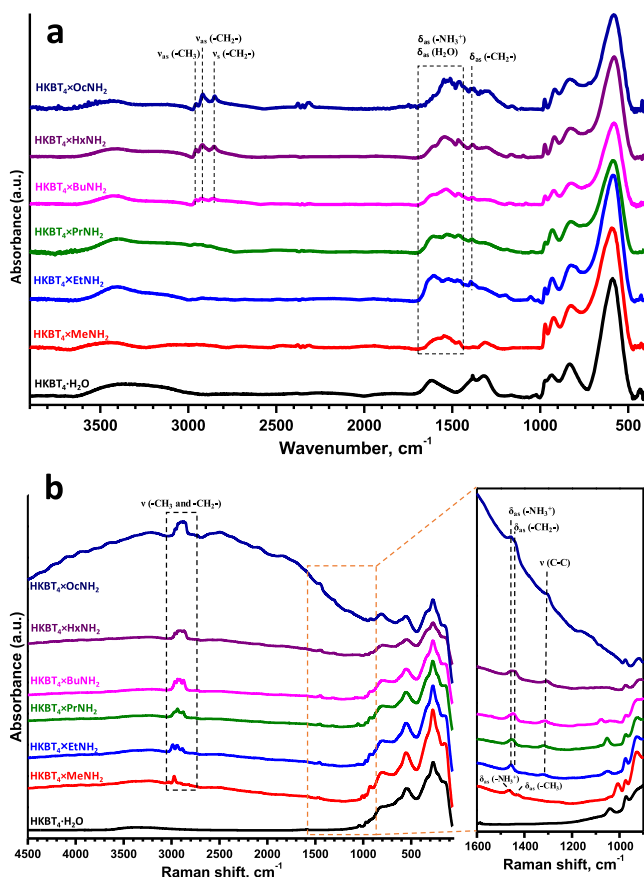 a
νas (-CH2-)
νas (-CH3) νs (-CH2-)
δas (-NH3+)
δas (H2O) δas (-CH2-)
HKBT4×OcNH2
HKBT4×HxNH2
HKBT4×BuNH2
HKBT4×PrNH2
HKBT4×EtNH2
HKBT4×MeNH2
HKBT4·H2O
Absorbance (a.u.)
3500 3000 2500 2000 1500 1000 500
Wavenumber, cm-1
b
ν (-CH3 and -CH2-)
HKBT4×OcNH2
HKBT4×HxNH2
HKBT4×BuNH2
HKBT4×PrNH2
HKBT4×EtNH2
HKBT4×MeNH2
HKBT4·H2O
Absorbance (a.u.)
4500 4000 3500 3000 2500 2000 1500 1000 500
Raman shift, cm-1
δas (-NH3+)
δas (-CH2-)
ν (C-C)
δas (-NH3+)
δas (-CH3)
1600 1400 1200 1000
Raman shift, cm-1